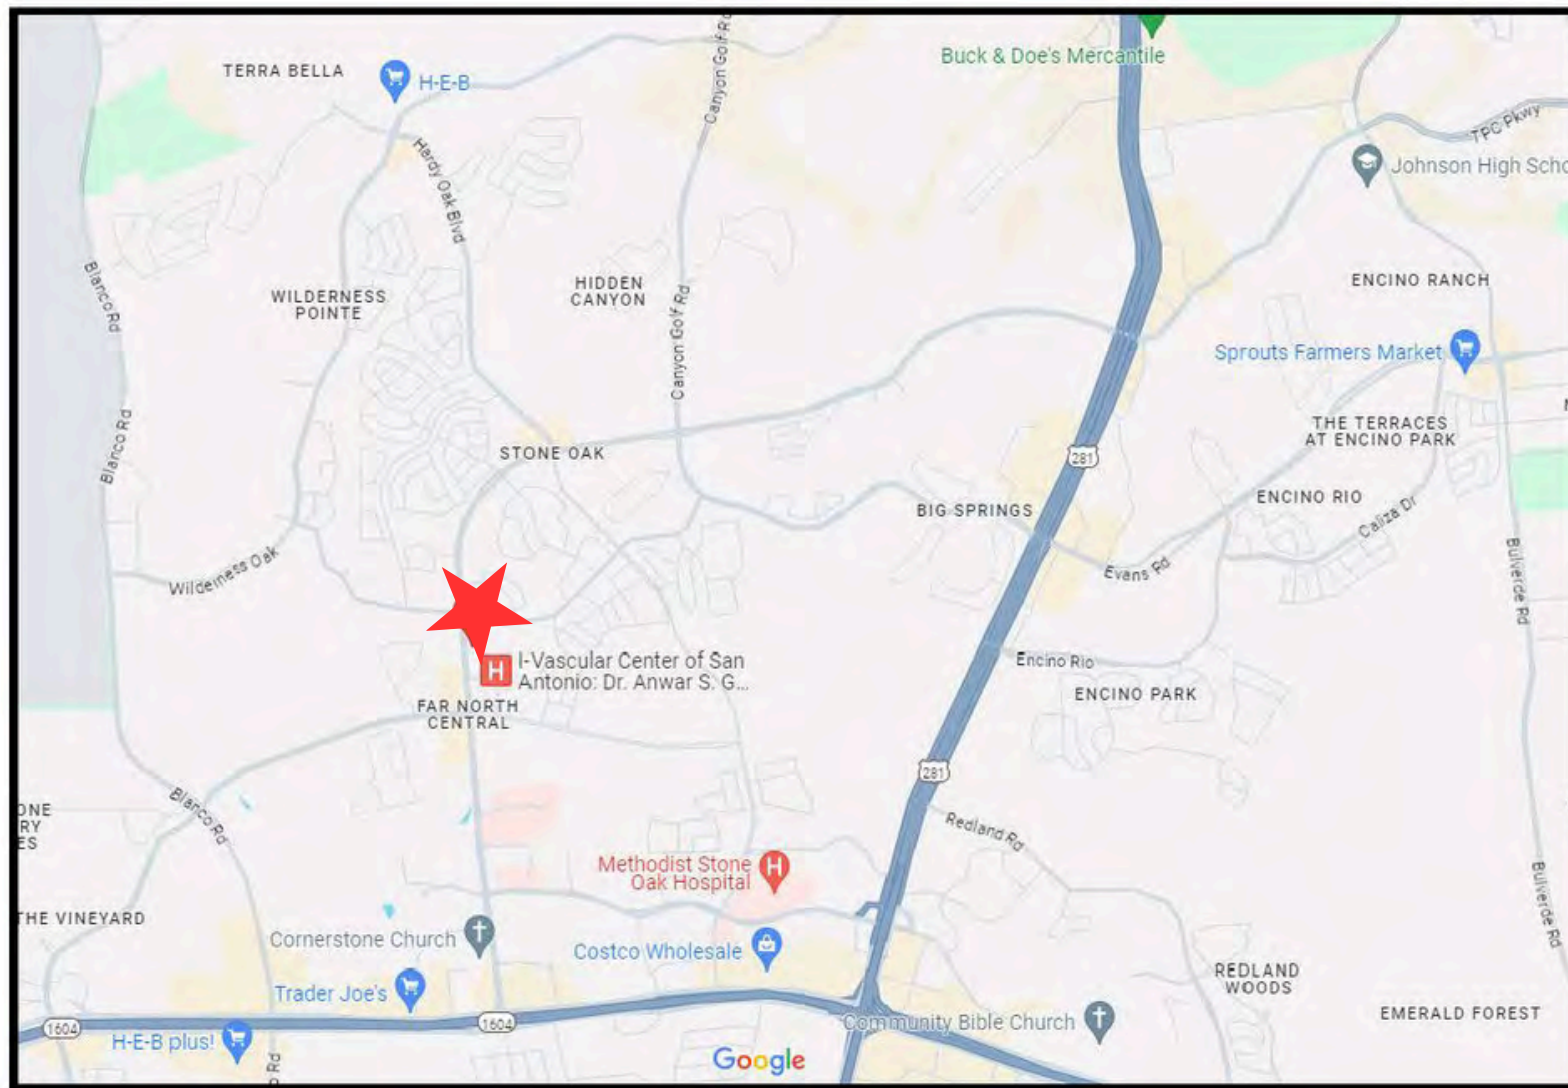 Buck & Doe's Mercantile
TERRA BELLA
H-E-B
Canyon Golf Rd
TPC Pkwy
Johnson High Scho
Hardy Oak Blvd
Blanco Rd
WILDERNESS
POINTE
HIDDEN
CANYON
Canyon Golf Rd
ENCINO RANCH
Sprouts Farmers Market
Blanco Rd
STONE OAK
281
THE TERRACES
AT ENCINO PARK
BIG SPRINGS
ENCINO RIO
Caliza Dr
Wilderness Oak
Evans Rd
Bulverde Rd
H
I-Vascular Center of San
Antonio: Dr. Anwar S. G...
Encino Rio
ENCINO PARK
FAR NORTH
CENTRAL
281
Blanco Rd
ONE
RY
ES
Redland Rd
Methodist Stone
Oak Hospital
H
Bulverde Rd
THE VINEYARD
Cornerstone Church
Costco Wholesale
REDLAND
WOODS
Trader Joe's
EMERALD FOREST
1604
1604
Community Bible Church
H-E-B plus!
o Rd
Google